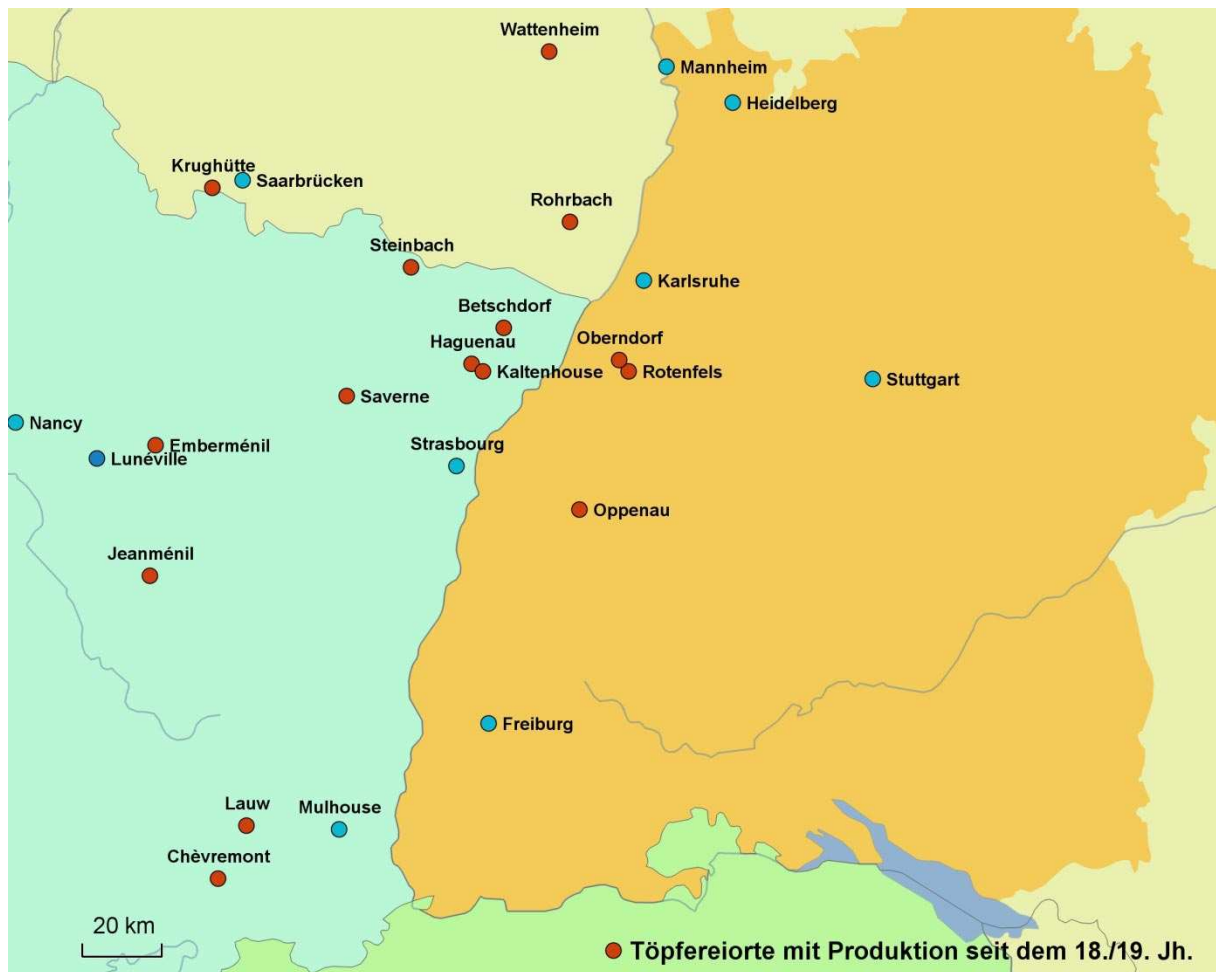 Wattenheim
Mannheim
Heidelberg
Krughütte
Saarbrücken
Rohrbach
Steinbach
Karlsruhe
Betschdorf
Haguenau
Oberndorf
Kaltenhouse
Rotenfels
Stuttgart
Saverne
Nancy
Emberménil
Strasbourg
Lunéville
Oppenau
Jeanménil
Freiburg
Lauw
Mulhouse
Chèvremont
20 km
Töpfereiorte mit Produktion seit dem 18./19. Jh.